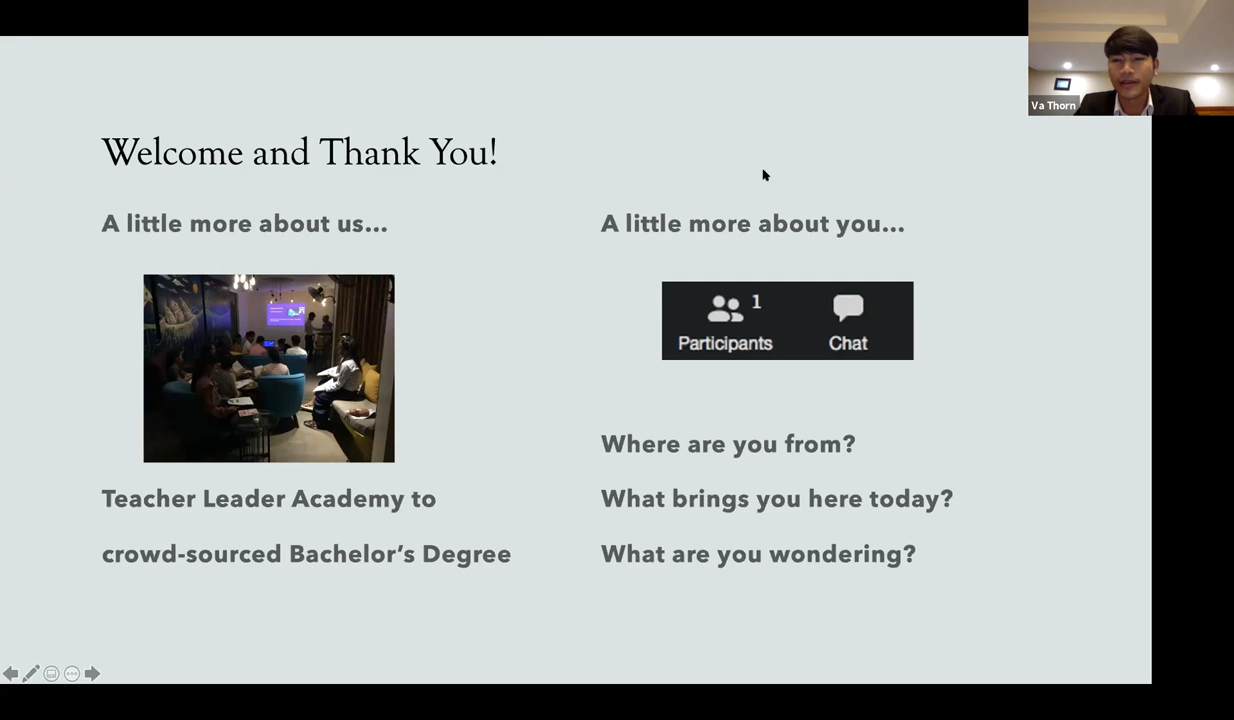 Va Thorn
Welcome and Thank You!
A little more about us...
Teacher Leader Academy to
crowd-sourced Bachelor's Degree
A little more about you...
1
Participants
Chat
Where are you from?
What brings you here today?
What are you wondering?